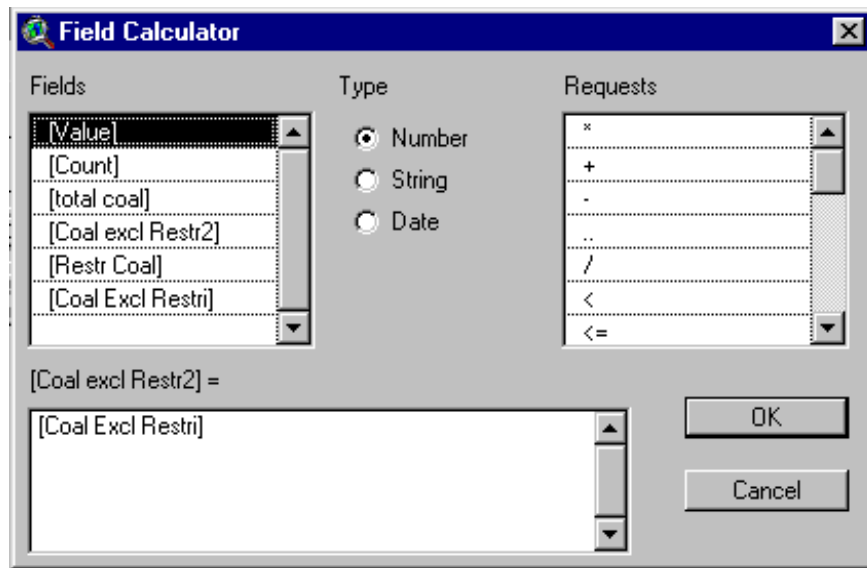 Field Calculator
Fields
Type
Requests
[Value]
[Count]
[total coal]
[Coal excl Restr2]
[Restr Coal]
[Coal Excl Restri]
Number
String
Date
*
+
-
..
/
<
<=
[Coal excl Restr2] =
[Coal Excl Restri]
OK
Cancel